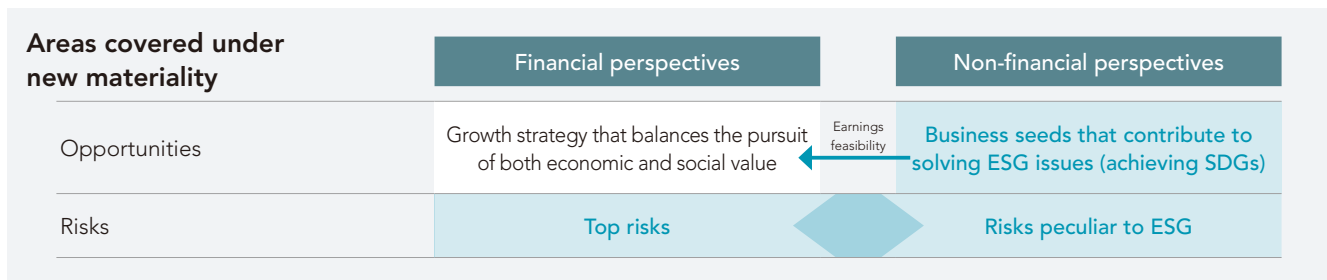 Areas covered under
new materiality
Financial perspectives
Non-financial perspectives
Opportunities
Growth strategy that balances the pursuit
of both economic and social value
Earnings
feasibility
Business seeds that contribute to
solving ESG issues (achieving SDGs)
Risks
Top risks
Risks peculiar to ESG